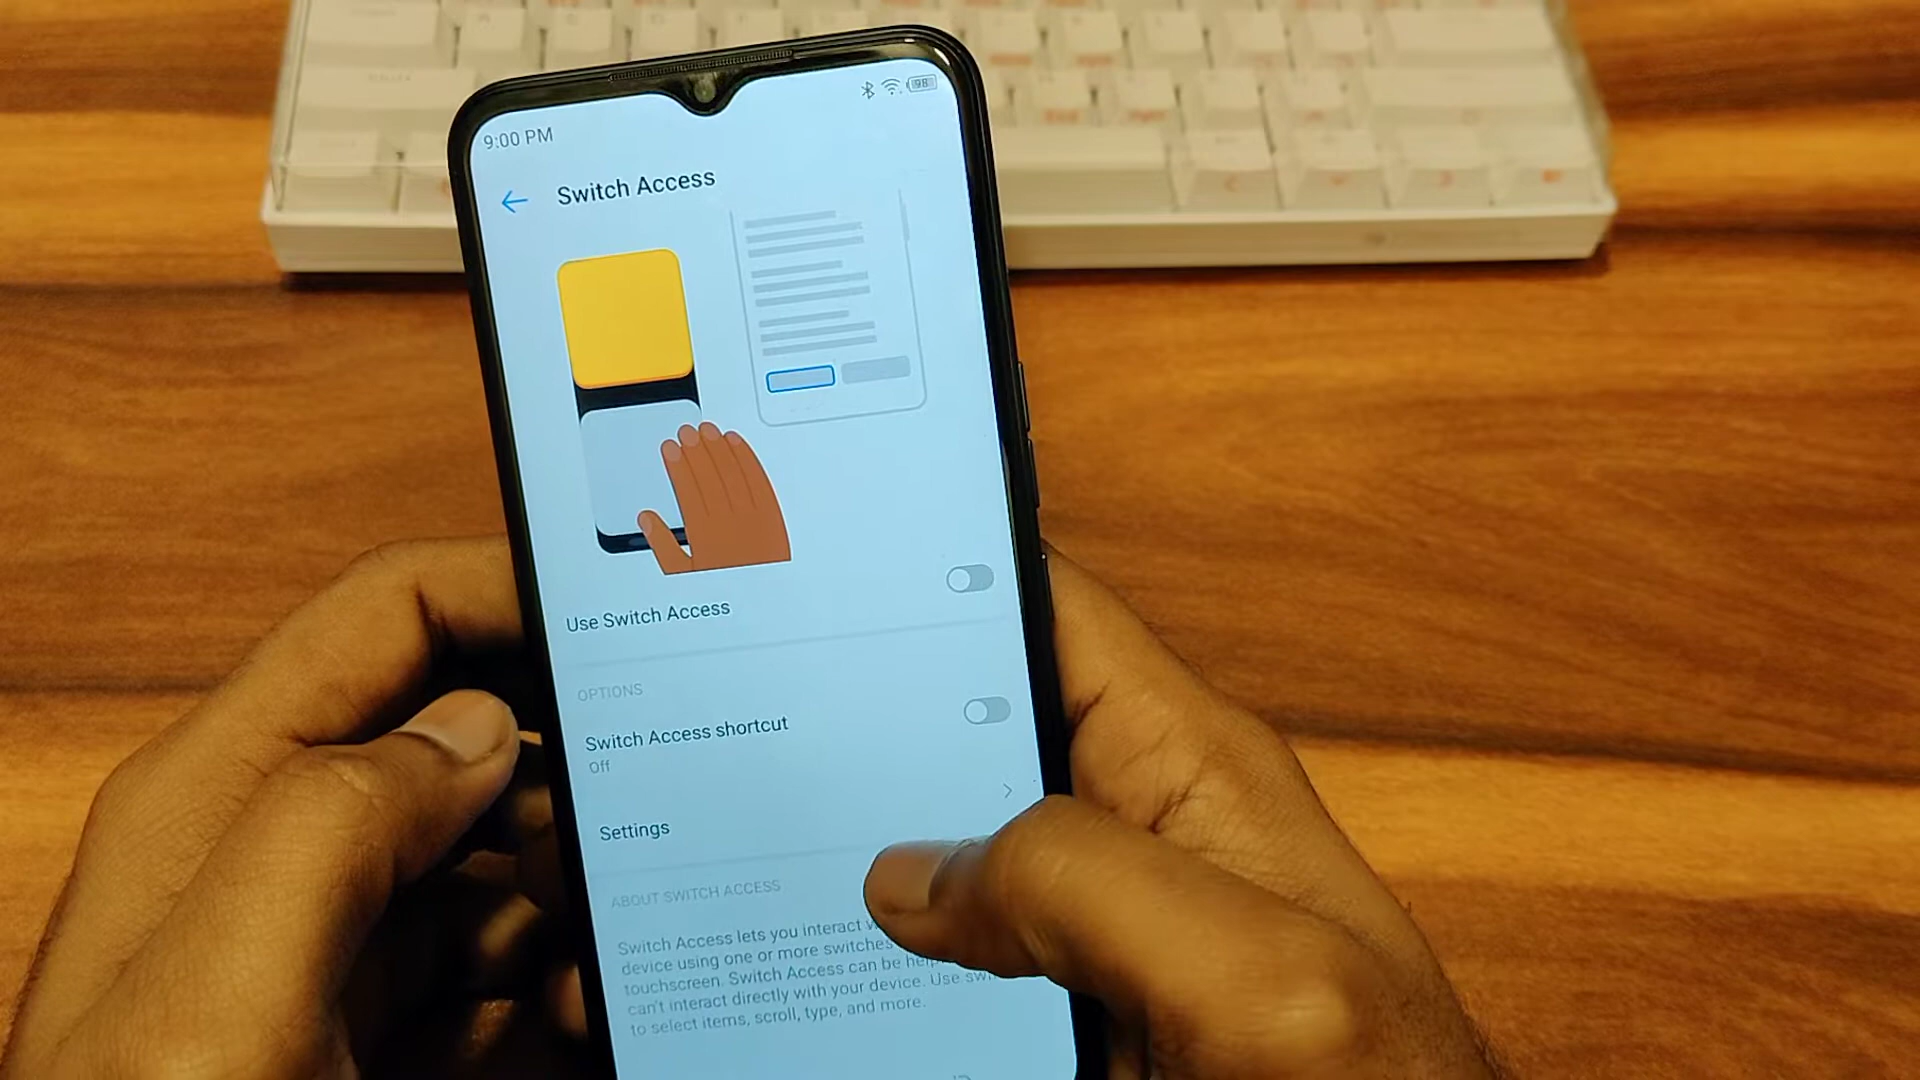 98
9:00 PM
Switch Access
Use Switch Access
OPTIONS
Switch Access shortcut
Off
Settings
ABOUT SWITCH ACCESS
Switch Access lets you interact
device using one or more switches
touchscreen. Switch Access can be
can't interact directly with your device. Use
to select items, scroll, type, and more.